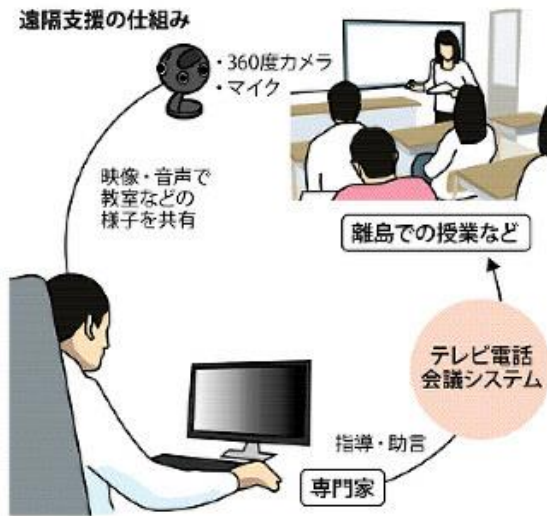 遠隔支援の仕組み
・360度カメラ
・マイク
映像・音声で
教室などの
様子を共有
離島での授業など
テレビ電話
会議システム
指導・助言
専門家